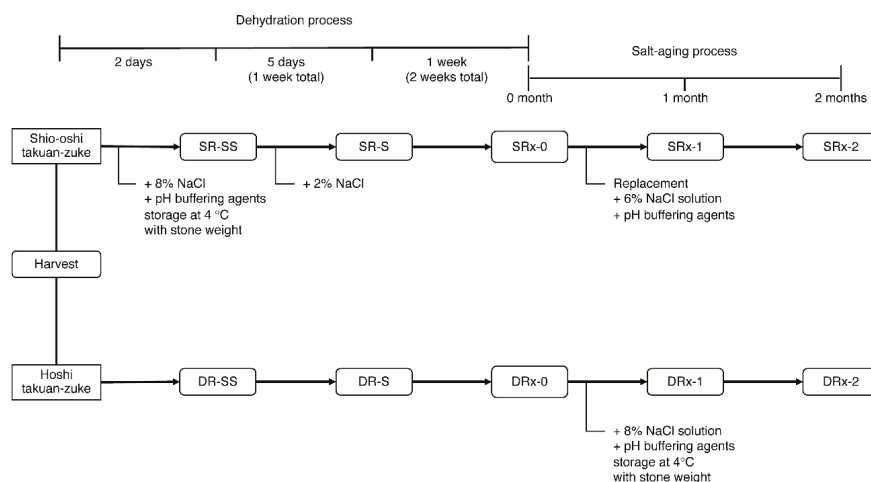 Dehydration process
2 days
5 days
(1 week total)
1 week
(2 weeks total)
Salt-aging process
0 month
1 month
2 months
Shio-oshi
takuan-zuke
SR-SS
SR-S
SRx-0
SRx-1
SRx-2
+ 8% NaCl
+ pH buffering agents
storage at 4 °C
with stone weight
+ 2% NaCl
Replacement
+ 6% NaCl solution
+ pH buffering agents
Harvest
Hoshi
takuan-zuke
DR-SS
DR-S
DRx-0
DRx-1
DRx-2
+ 8% NaCl solution
+ pH buffering agents
storage at 4°C
with stone weight